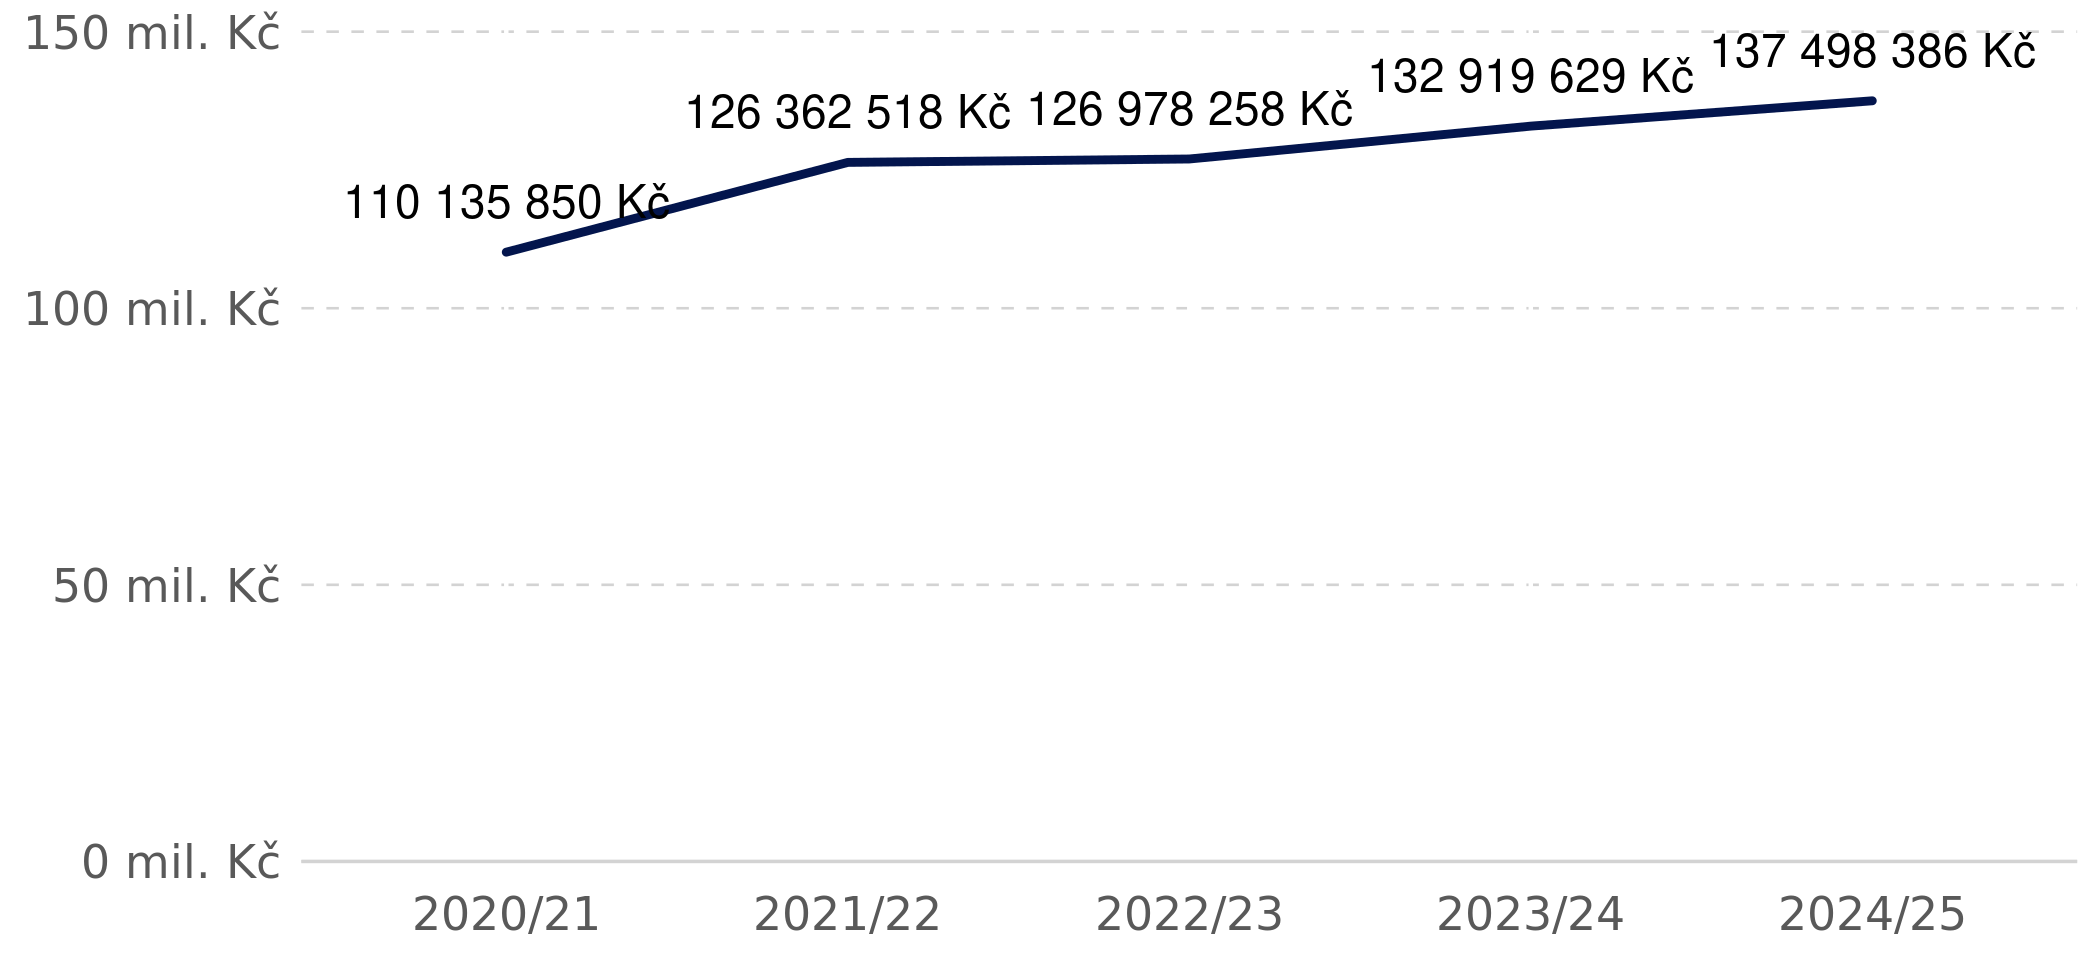 150 mil. Kč
137 498 386 Kč
132 919 629 Kč
126 362 518 Kč 126 978 258 Kč
110 135 850 Kč
100 mil. Kč
50 mil. Kč
0 mil. Kč
2020/21 2021/22 2022/23 2023/24 2024/25